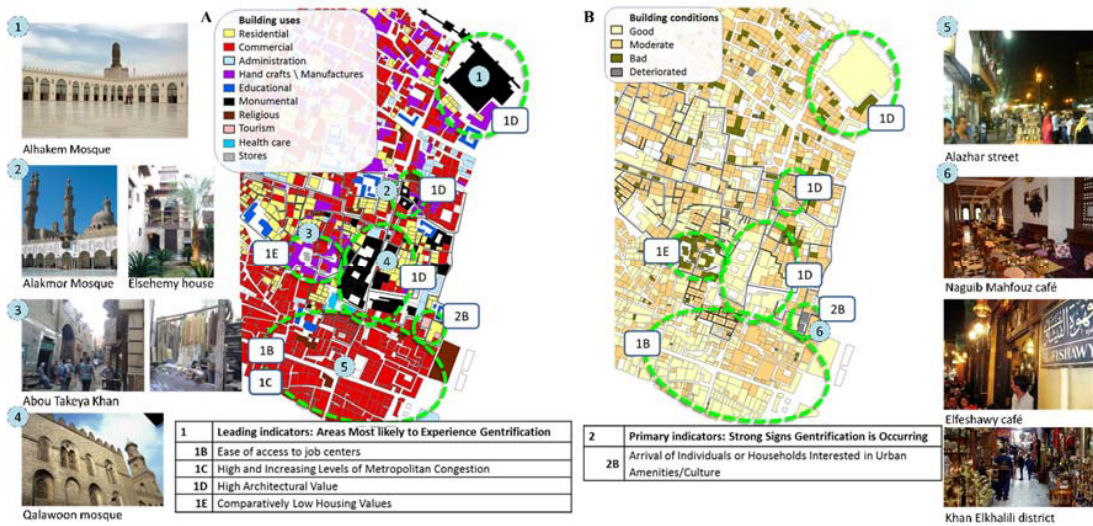 1
Alhakem Mosque
2
Alakmor Mosque
Elsehemy house
3
Abou Takeya Khan
4
Qalawoon mosque
A
Building uses
Residential
Commercial
Administration
Hand crafts \ Manufactures
Educational
Monumental
Religious
Tourism
Health care
Stores
1
1D
2
1D
3
1E
4
1D
2B
1B
5
1C
1 Leading indicators: Areas Most likely to Experience Gentrification
1B Ease of access to job centers
1C High and Increasing Levels of Metropolitan Congestion
1D High Architectural Value
1E Comparatively Low Housing Values
B
Building conditions
Good
Moderate
Bad
Deteriorated
1D
1D
1E
1D
2B
6
1B
2 Primary indicators: Strong Signs Gentrification is Occurring
2B Arrival of Individuals or Households Interested in Urban
Amenities/Culture
5
Alazhar street
6
Naguib Mahfouz café
EL FESHAWY
Elfeshawy café
Khan Elkhalili district